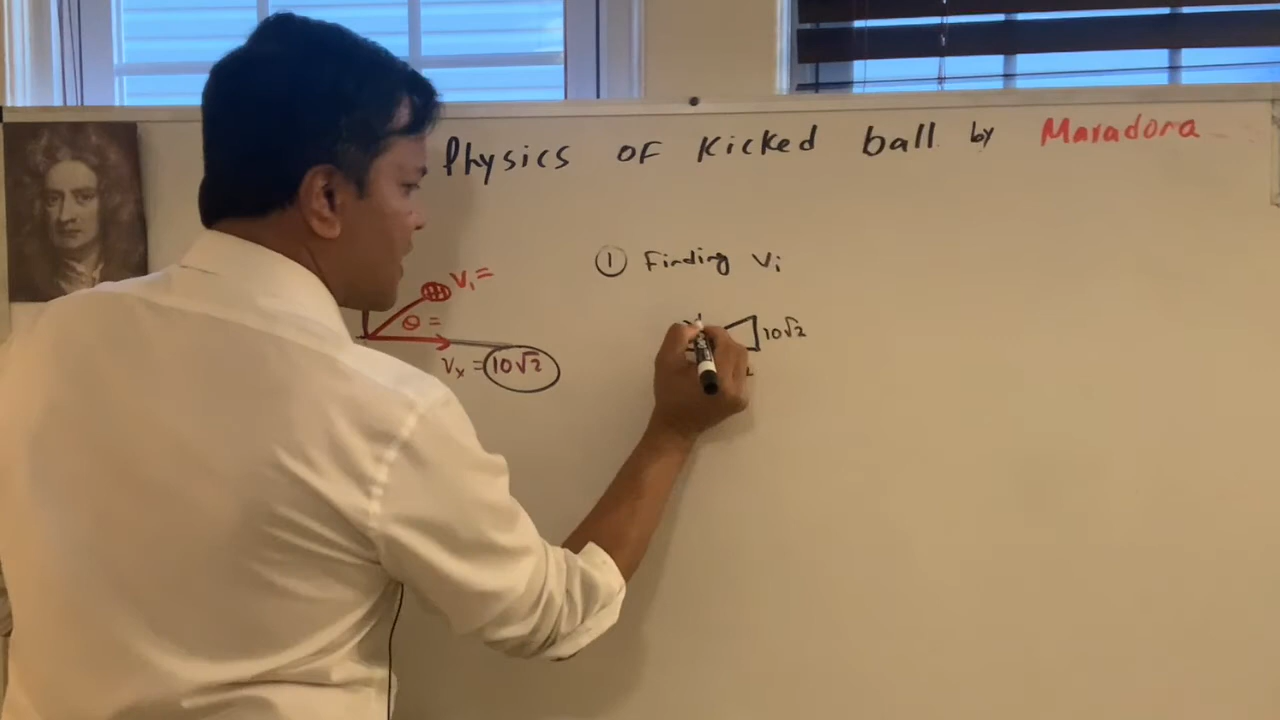 Physics OF Kicked ball by Maradora
① Finding Vi
V₁ =
θ =
10√2
Vx = 10√2